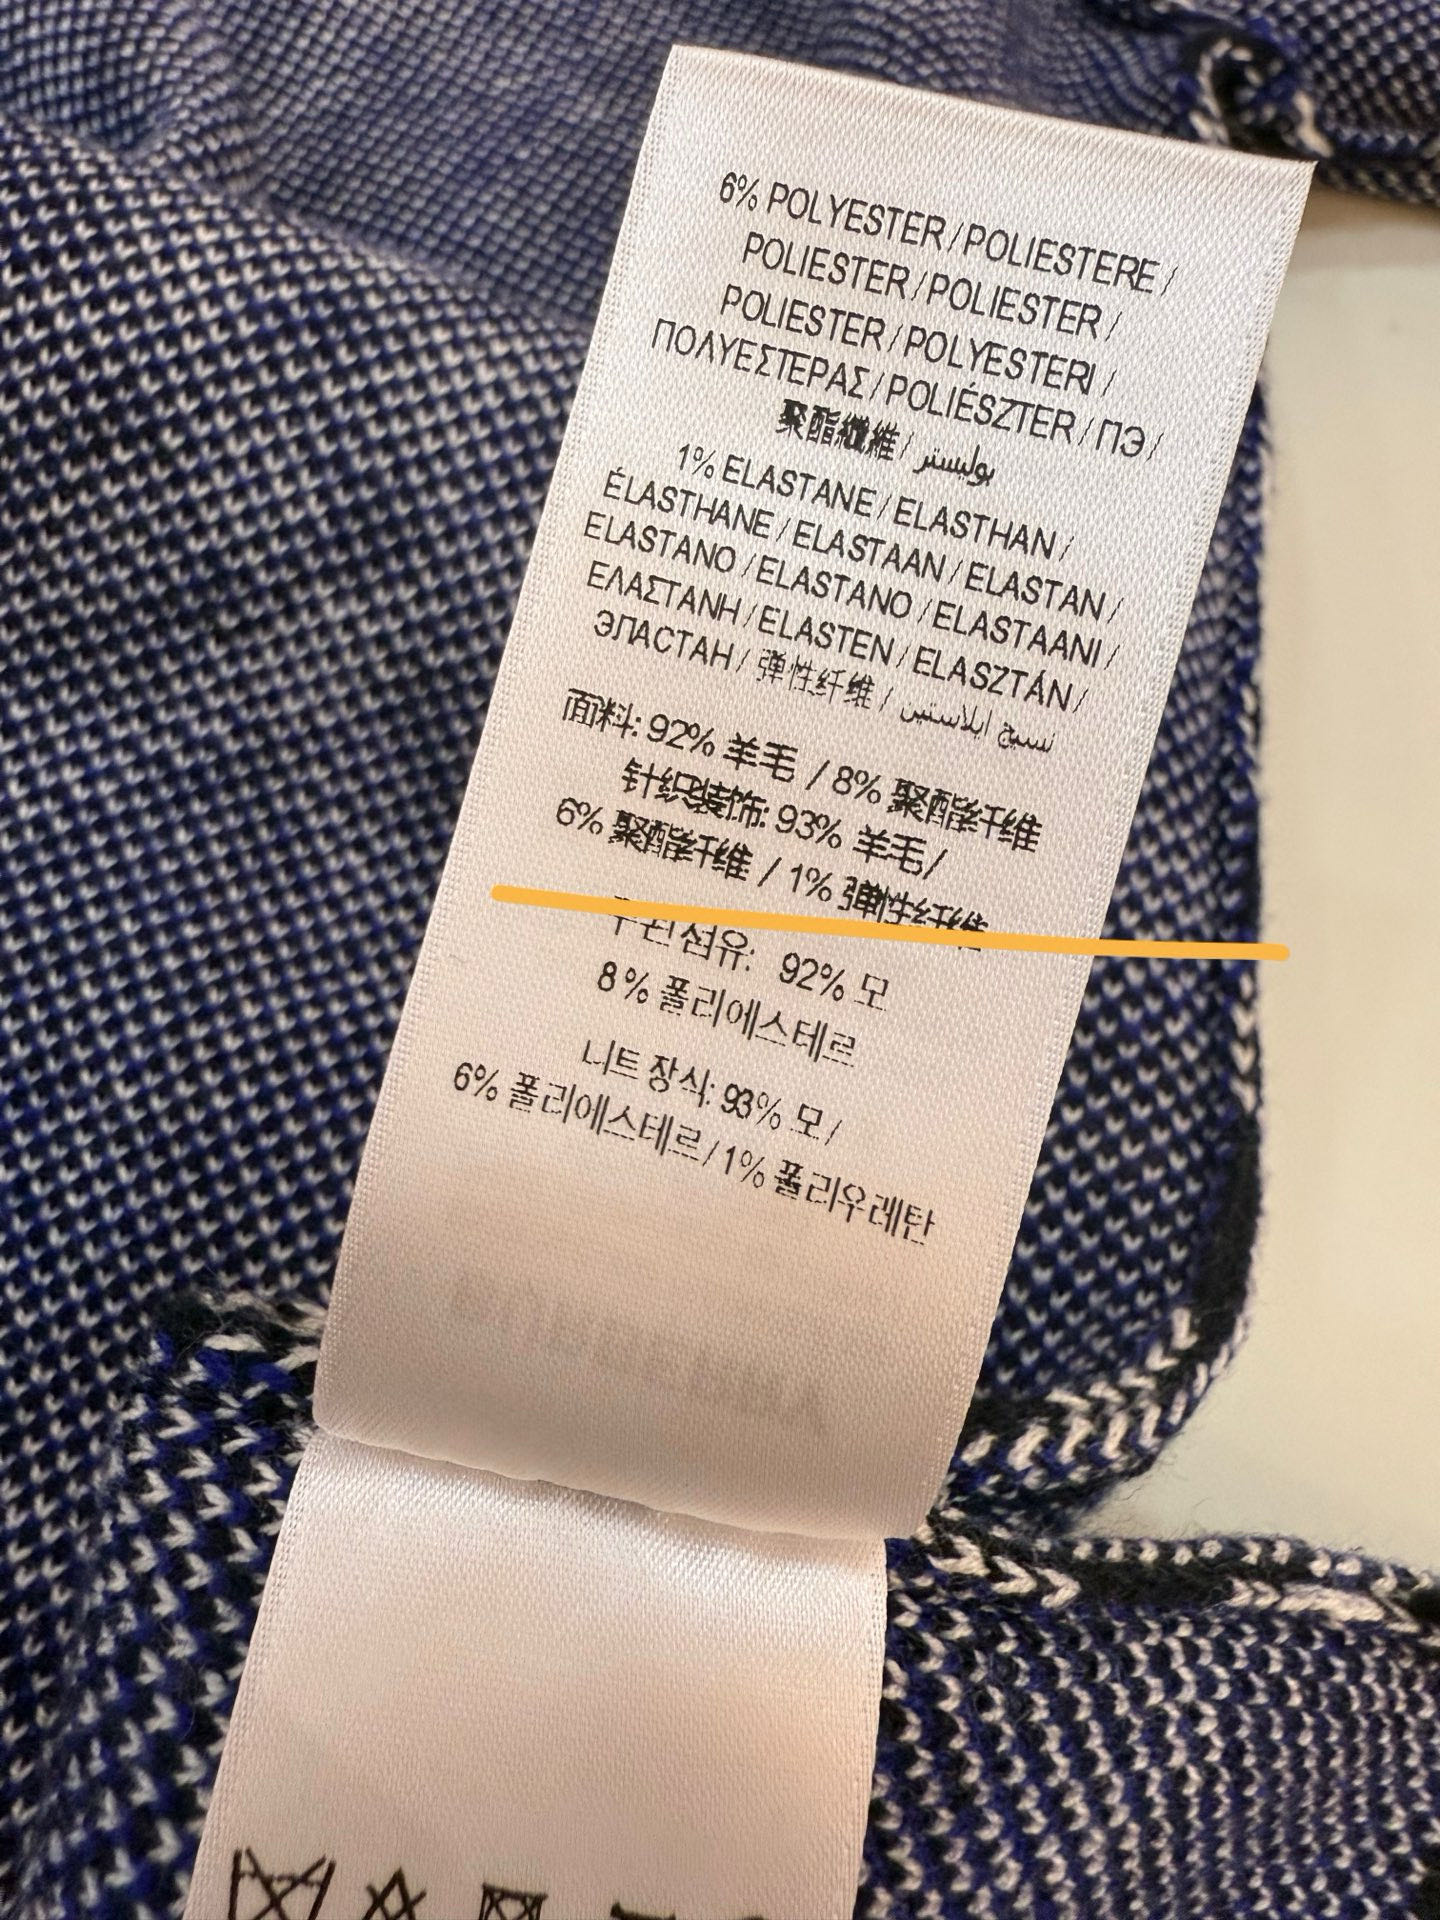 6% POLYESTER / POLIESTERE /
POLIESTER / POLIESTER /
POLIESTER / POLYESTERI /
ΠΟΛΥΕΣΤΕΡΑΣ / POLIÉSZTER / ПЭ /
聚酯纖維 / بوليستر
1% ELASTANE / ELASTHAN /
ÉLASTHANE / ELASTAAN / ELASTAN /
ELASTANO / ELASTANO / ELASTAANI /
ΕΛΑΣΤΑΝΗ / ELASTEN / ELASZTÁN /
ЭЛАСТАН / 弹性纤维 / نسيج ايلاستين
面料: 92% 羊毛 / 8% 聚酯纤维
针织装饰: 93% 羊毛 /
6% 聚酯纤维 / 1% 弹性纤维
섬유: 92% 모
8% 폴리에스테르
니트 장식: 93% 모 /
6% 폴리에스테르 / 1% 폴리우레탄